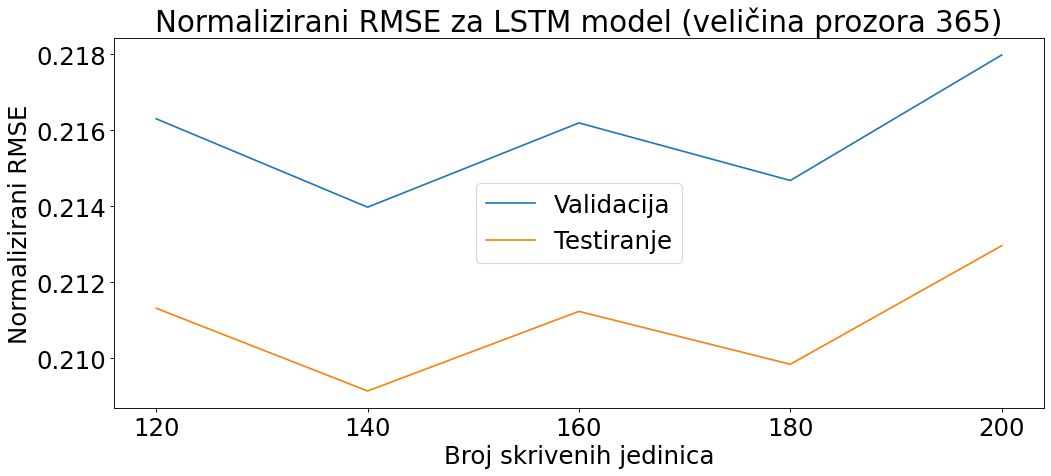 Normalizirani RMSE za LSTM model (veličina prozora 365)
Normalizirani RMSE
0.218
0.216
0.214
0.212
0.210
Validacija
Testiranje
120 140 160 180 200
Broj skrivenih jedinica